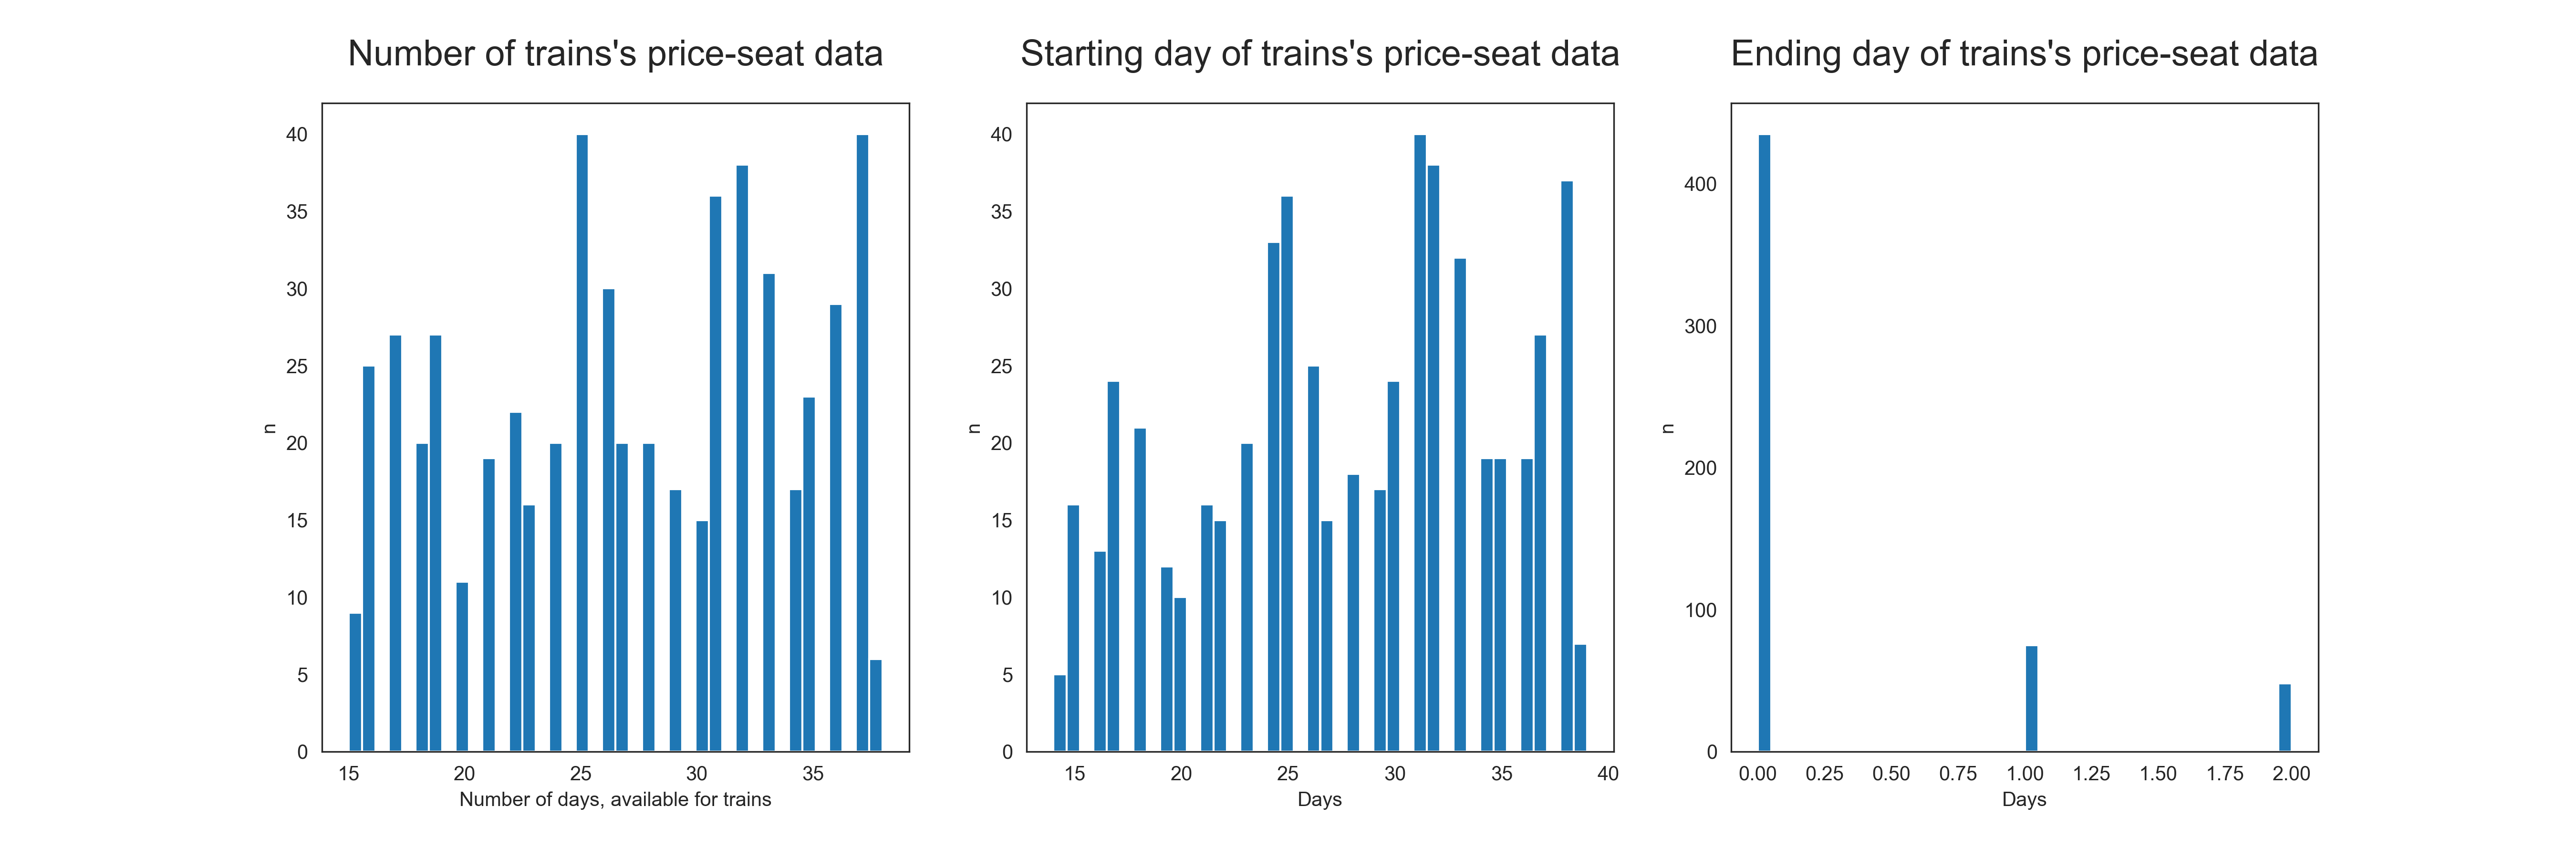 Number of trains's price-seat data
40
35
30
25
20
15
10
5
0
n
15 20 25 30 35
Number of days, available for trains
Starting day of trains's price-seat data
40
35
30
25
20
15
10
5
0
n
15 20 25 30 35 40
Days
Ending day of trains's price-seat data
400
300
200
100
0
n
0.00 0.25 0.50 0.75 1.00 1.25 1.50 1.75 2.00
Days